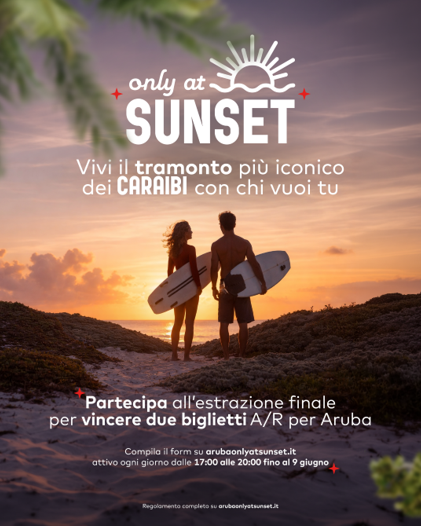 only at
SUNSET
Vivi il tramonto più iconico
dei CARAIBI con chi vuoi tu
Partecipa all'estrazione finale
per vincere due biglietti A/R per Aruba
Compila il form su arubaonlyatsunset.it
attivo ogni giorno dalle 17:00 alle 20:00 fino al 9 giugno
Regolamento completo su arubaonlyatsunset.it